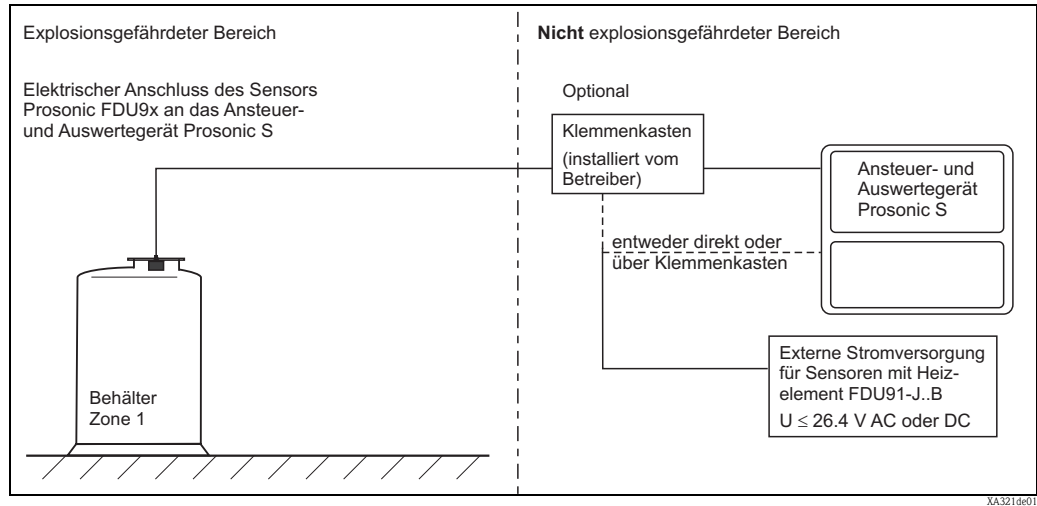 Explosionsgefährdeter Bereich
Nicht explosionsgefährdeter Bereich
Elektrischer Anschluss des Sensors
Prosonic FDU9x an das Ansteuer-
und Auswertegerät Prosonic S
Optional
Klemmenkasten
(installiert vom
Betreiber)
Ansteuer- und
Auswertegerät
Prosonic S
entweder direkt oder
über Klemmenkasten
Externe Stromversorgung
für Sensoren mit Heiz-
element FDU91-J..B
U ≤ 26.4 V AC oder DC
Behälter
Zone 1
XA321de01